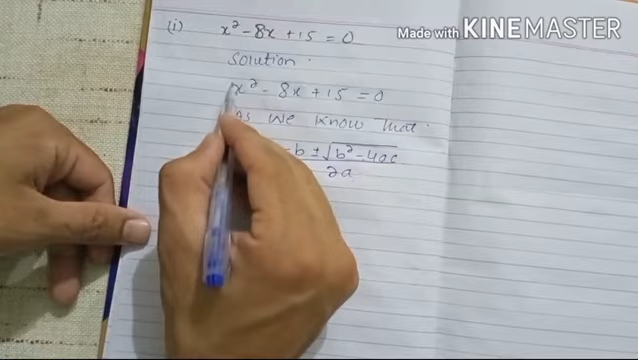 (i) x² - 8x + 15 = 0
Made with KINEMASTER
Solution.
x² - 8x + 15 = 0
As we know that.
-b ± √b² - 4ac
2a